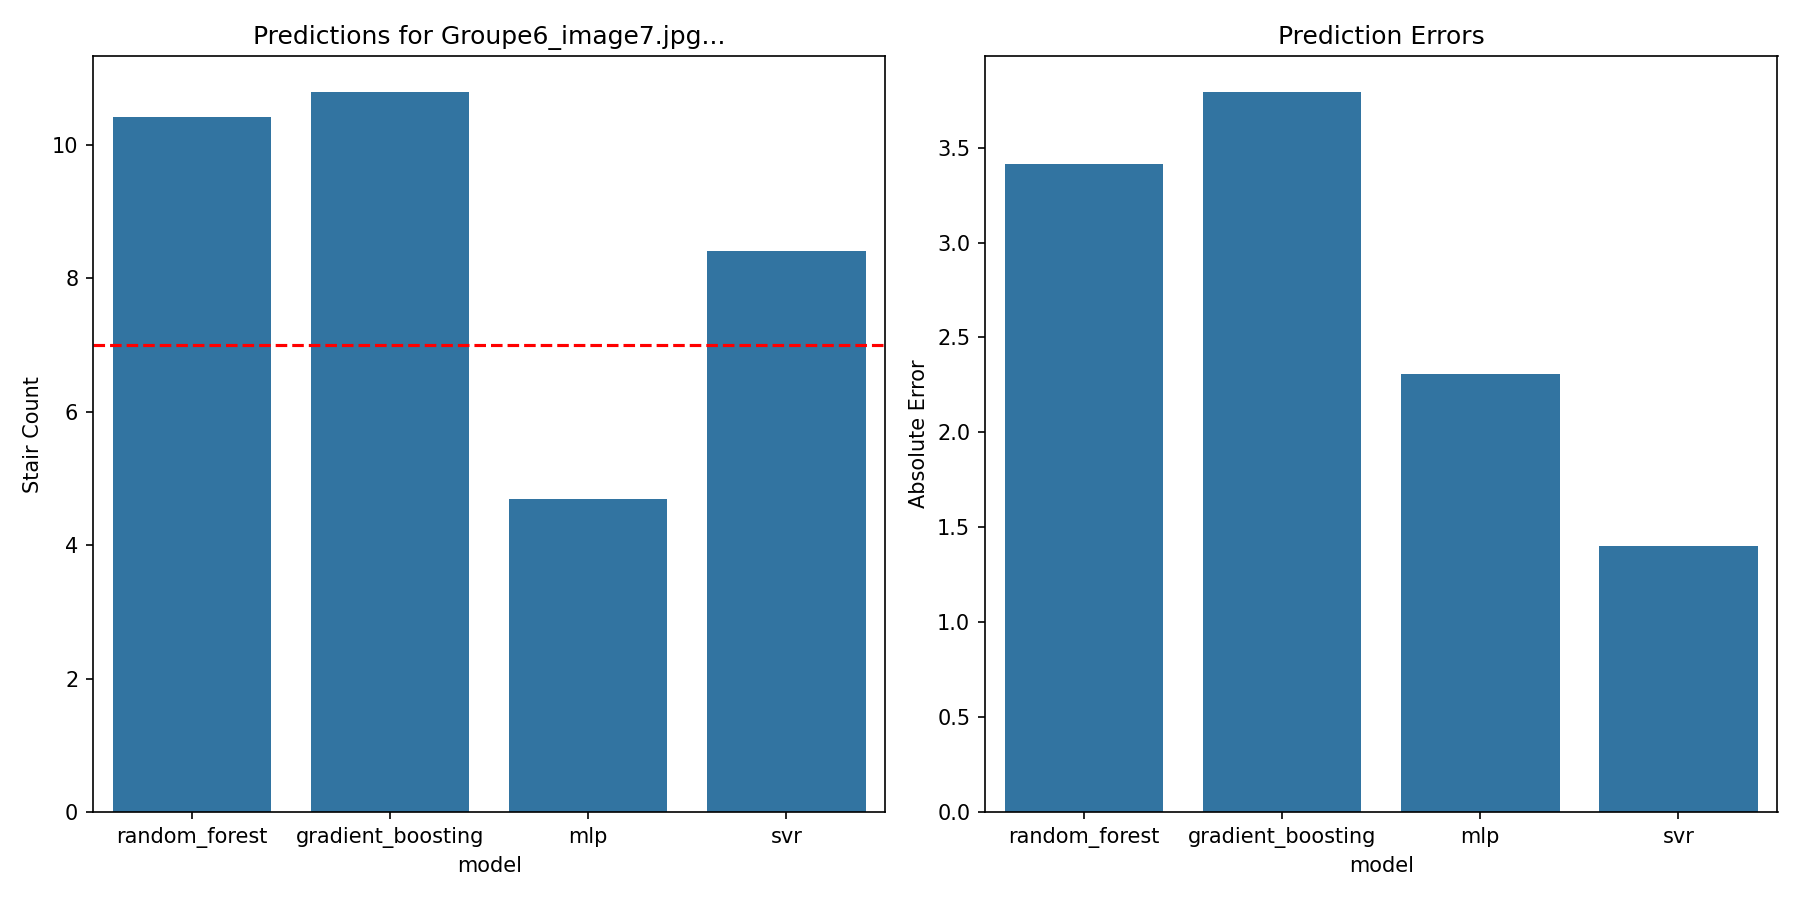 Predictions for Groupe6_image7.jpg...
Stair Count
10
8
6
4
2
0
random_forest gradient_boosting mlp svr
model
Prediction Errors
Absolute Error
3.5
3.0
2.5
2.0
1.5
1.0
0.5
0.0
random_forest gradient_boosting mlp svr
model